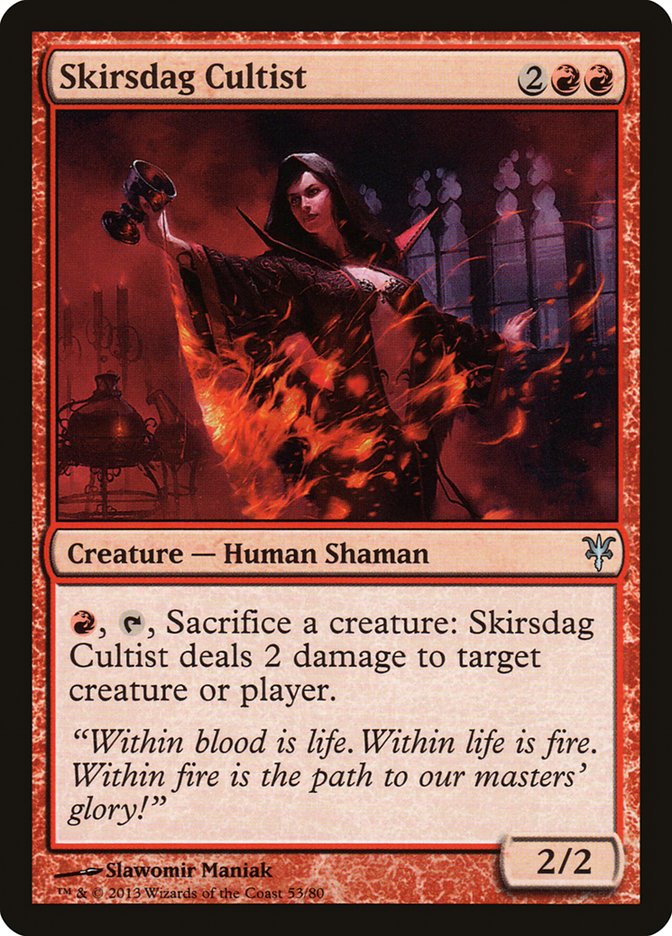 Skirsdag Cultist 2
Creature — Human Shaman
, , Sacrifice a creature: Skirsdag
Cultist deals 2 damage to target
creature or player.
“Within blood is life. Within life is fire.
Within fire is the path to our masters’
glory!”
Slawomir Maniak
2/2
™ & © 2013 Wizards of the Coast 53/80